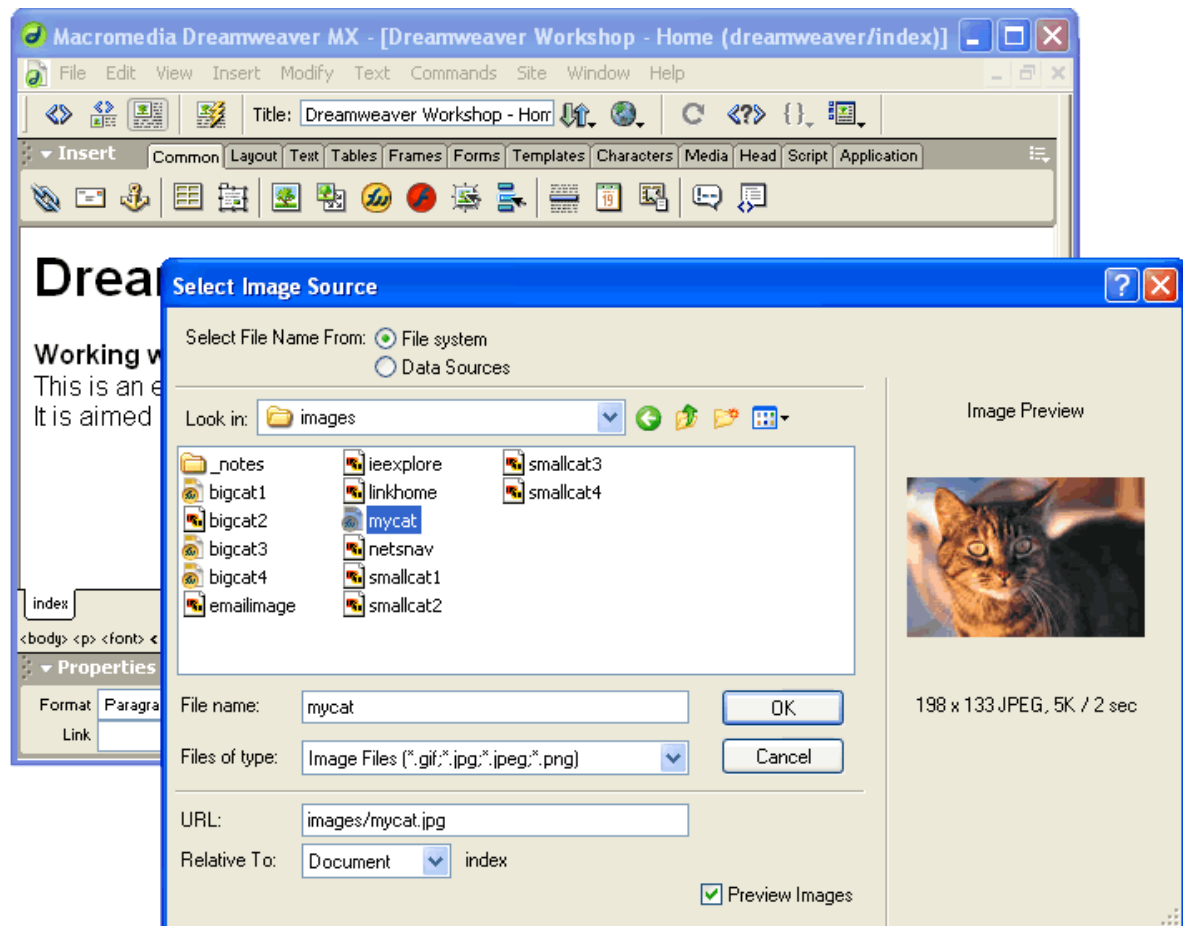 Macromedia Dreamweaver MX - [Dreamweaver Workshop - Home (dreamweaver/index)]
File Edit View Insert Modify Text Commands Site Window Help
Title: Dreamweaver Workshop - Hom
Insert Common Layout Text Tables Frames Forms Templates Characters Media Head Script Application
19
Drea
Working w
This is an e
It is aimed
index
<body> <p> <font> <
Properties
Format Paragra
Link
Select Image Source
Select File Name From: File system
Data Sources
Look in: images
_notes
bigcat1
bigcat2
bigcat3
bigcat4
emailimage
ieexplore
linkhome
mycat
netsnav
smallcat1
smallcat2
smallcat3
smallcat4
File name: mycat OK
Files of type: Image Files (*.gif;*.jpg;*.jpeg;*.png) Cancel
URL: images/mycat.jpg
Relative To: Document index
Preview Images
Image Preview
198 x 133 JPEG, 5K / 2 sec